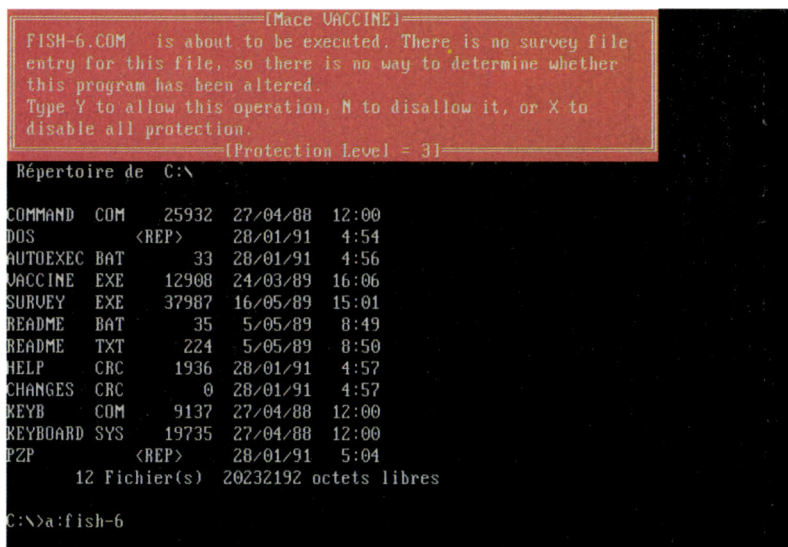 [Mace VACCINE]
FISH-6.COM is about to be executed. There is no survey file
entry for this file, so there is no way to determine whether
this program has been altered.
Type Y to allow this operation, N to disallow it, or X to
disable all protection.
[Protection Level = 3]
Répertoire de C:\
COMMAND COM 25932 27/04/88 12:00
DOS <REP> 28/01/91 4:54
AUTOEXEC BAT 33 28/01/91 4:56
VACCINE EXE 12908 24/03/89 16:06
SURVEY EXE 37987 16/05/89 15:01
README BAT 35 5/05/89 8:49
README TXT 224 5/05/89 8:50
HELP CRC 1936 28/01/91 4:57
CHANGES CRC 0 28/01/91 4:57
KEYB COM 9137 27/04/88 12:00
KEYBOARD SYS 19735 27/04/88 12:00
PZP <REP> 28/01/91 5:04
12 Fichier(s) 20232192 octets libres
C:\>a:fish-6